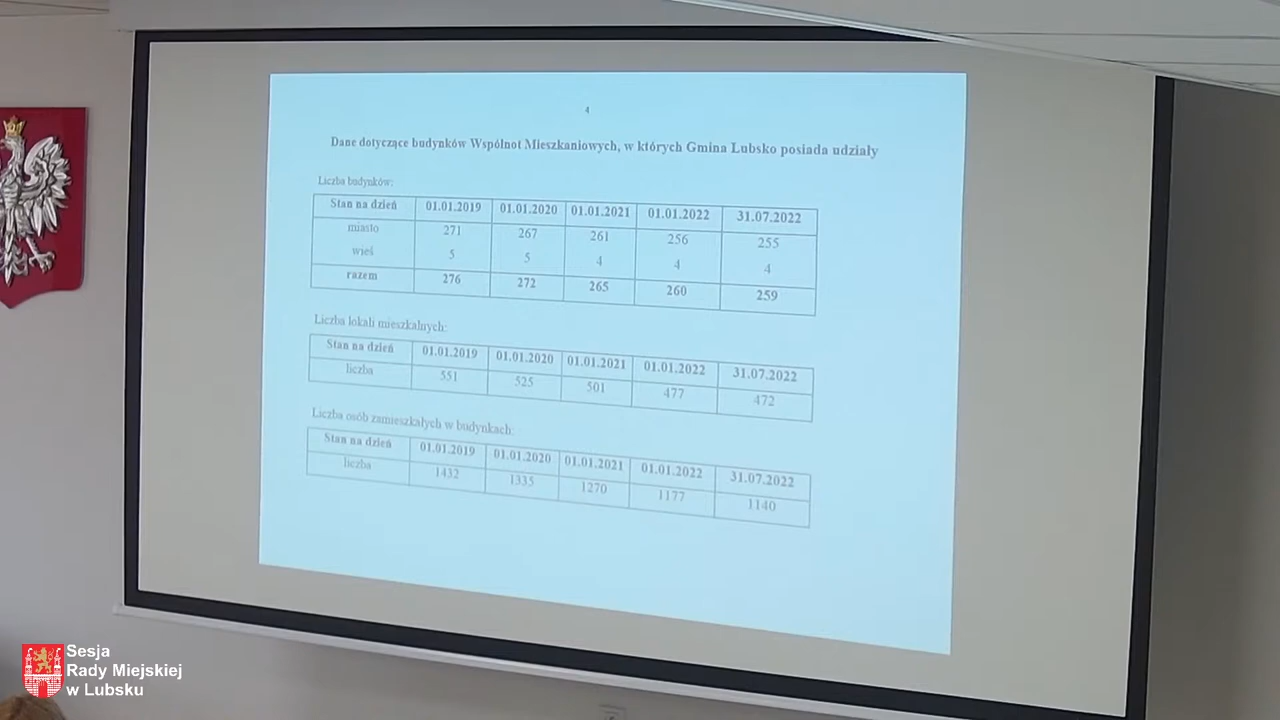 4
Dane dotyczące budynków Wspólnot Mieszkaniowych, w których Gmina Lubsko posiada udziały
Liczba budynków:
Stan na dzień 01.01.2019 01.01.2020 01.01.2021 01.01.2022 31.07.2022
miasto 271 267 261 256 255
wieś 5 5 4 4 4
razem 276 272 265 260 259
Liczba lokali mieszkalnych:
Stan na dzień 01.01.2019 01.01.2020 01.01.2021 01.01.2022 31.07.2022
liczba 551 525 501 477 472
Liczba osób zamieszkałych w budynkach:
Stan na dzień 01.01.2019 01.01.2020 01.01.2021 01.01.2022 31.07.2022
liczba 1432 1335 1270 1177 1140
Sesja
Rady Miejskiej
w Lubsku